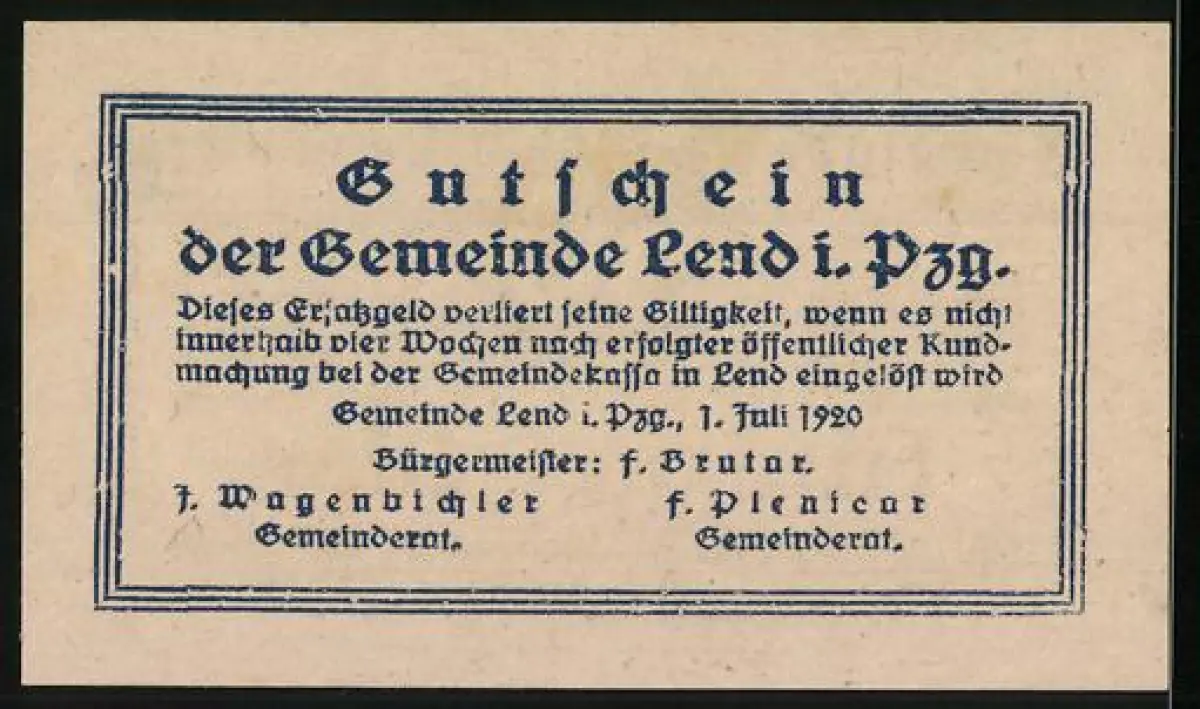 Gutschein
der Gemeinde Lend i. Pzg.
Dieses Ersatzgeld verliert seine Giltigkeit, wenn es nicht
innerhalb vier Wochen nach erfolgter öffentlicher Kund-
machung bei der Gemeindekassa in Lend eingelöst wird
Gemeinde Lend i. Pzg., 1. Juli 1920
Bürgermeister: F. Brutar.
J. Wagenbichler F. Plenicar
Gemeinderat. Gemeinderat.